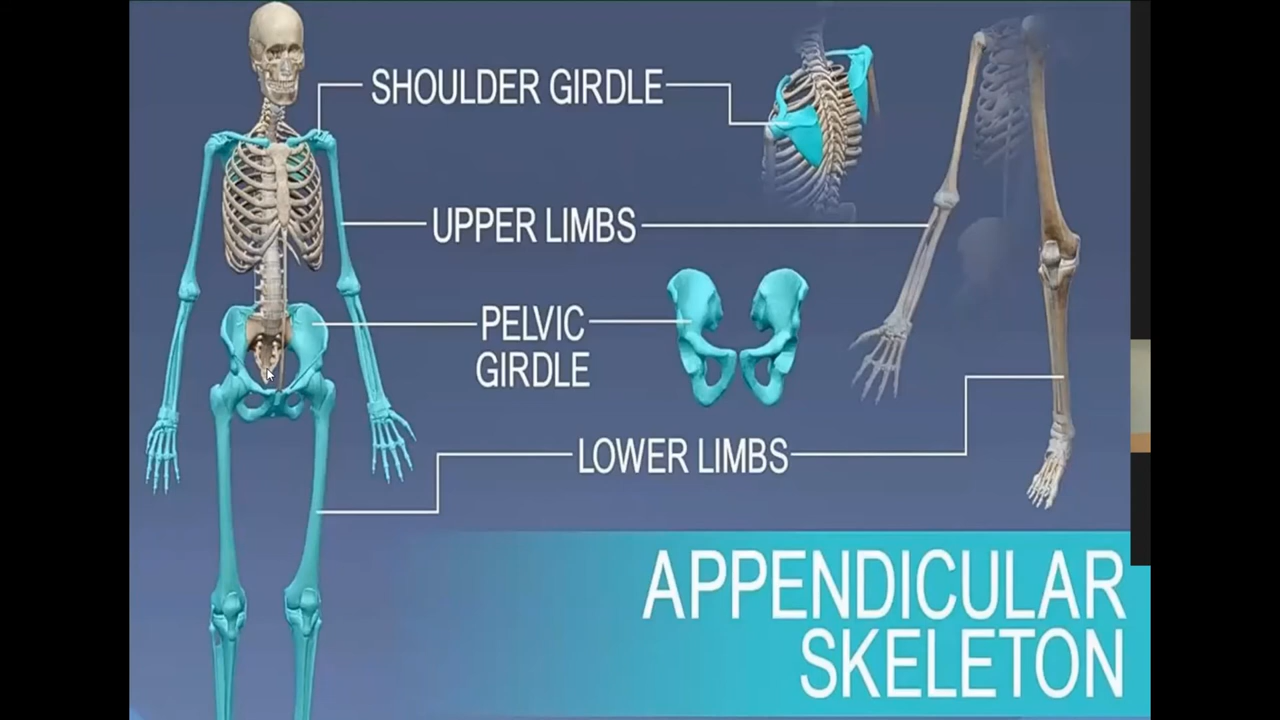 SHOULDER GIRDLE
UPPER LIMBS
PELVIC
GIRDLE
LOWER LIMBS
APPENDICULAR
SKELETON